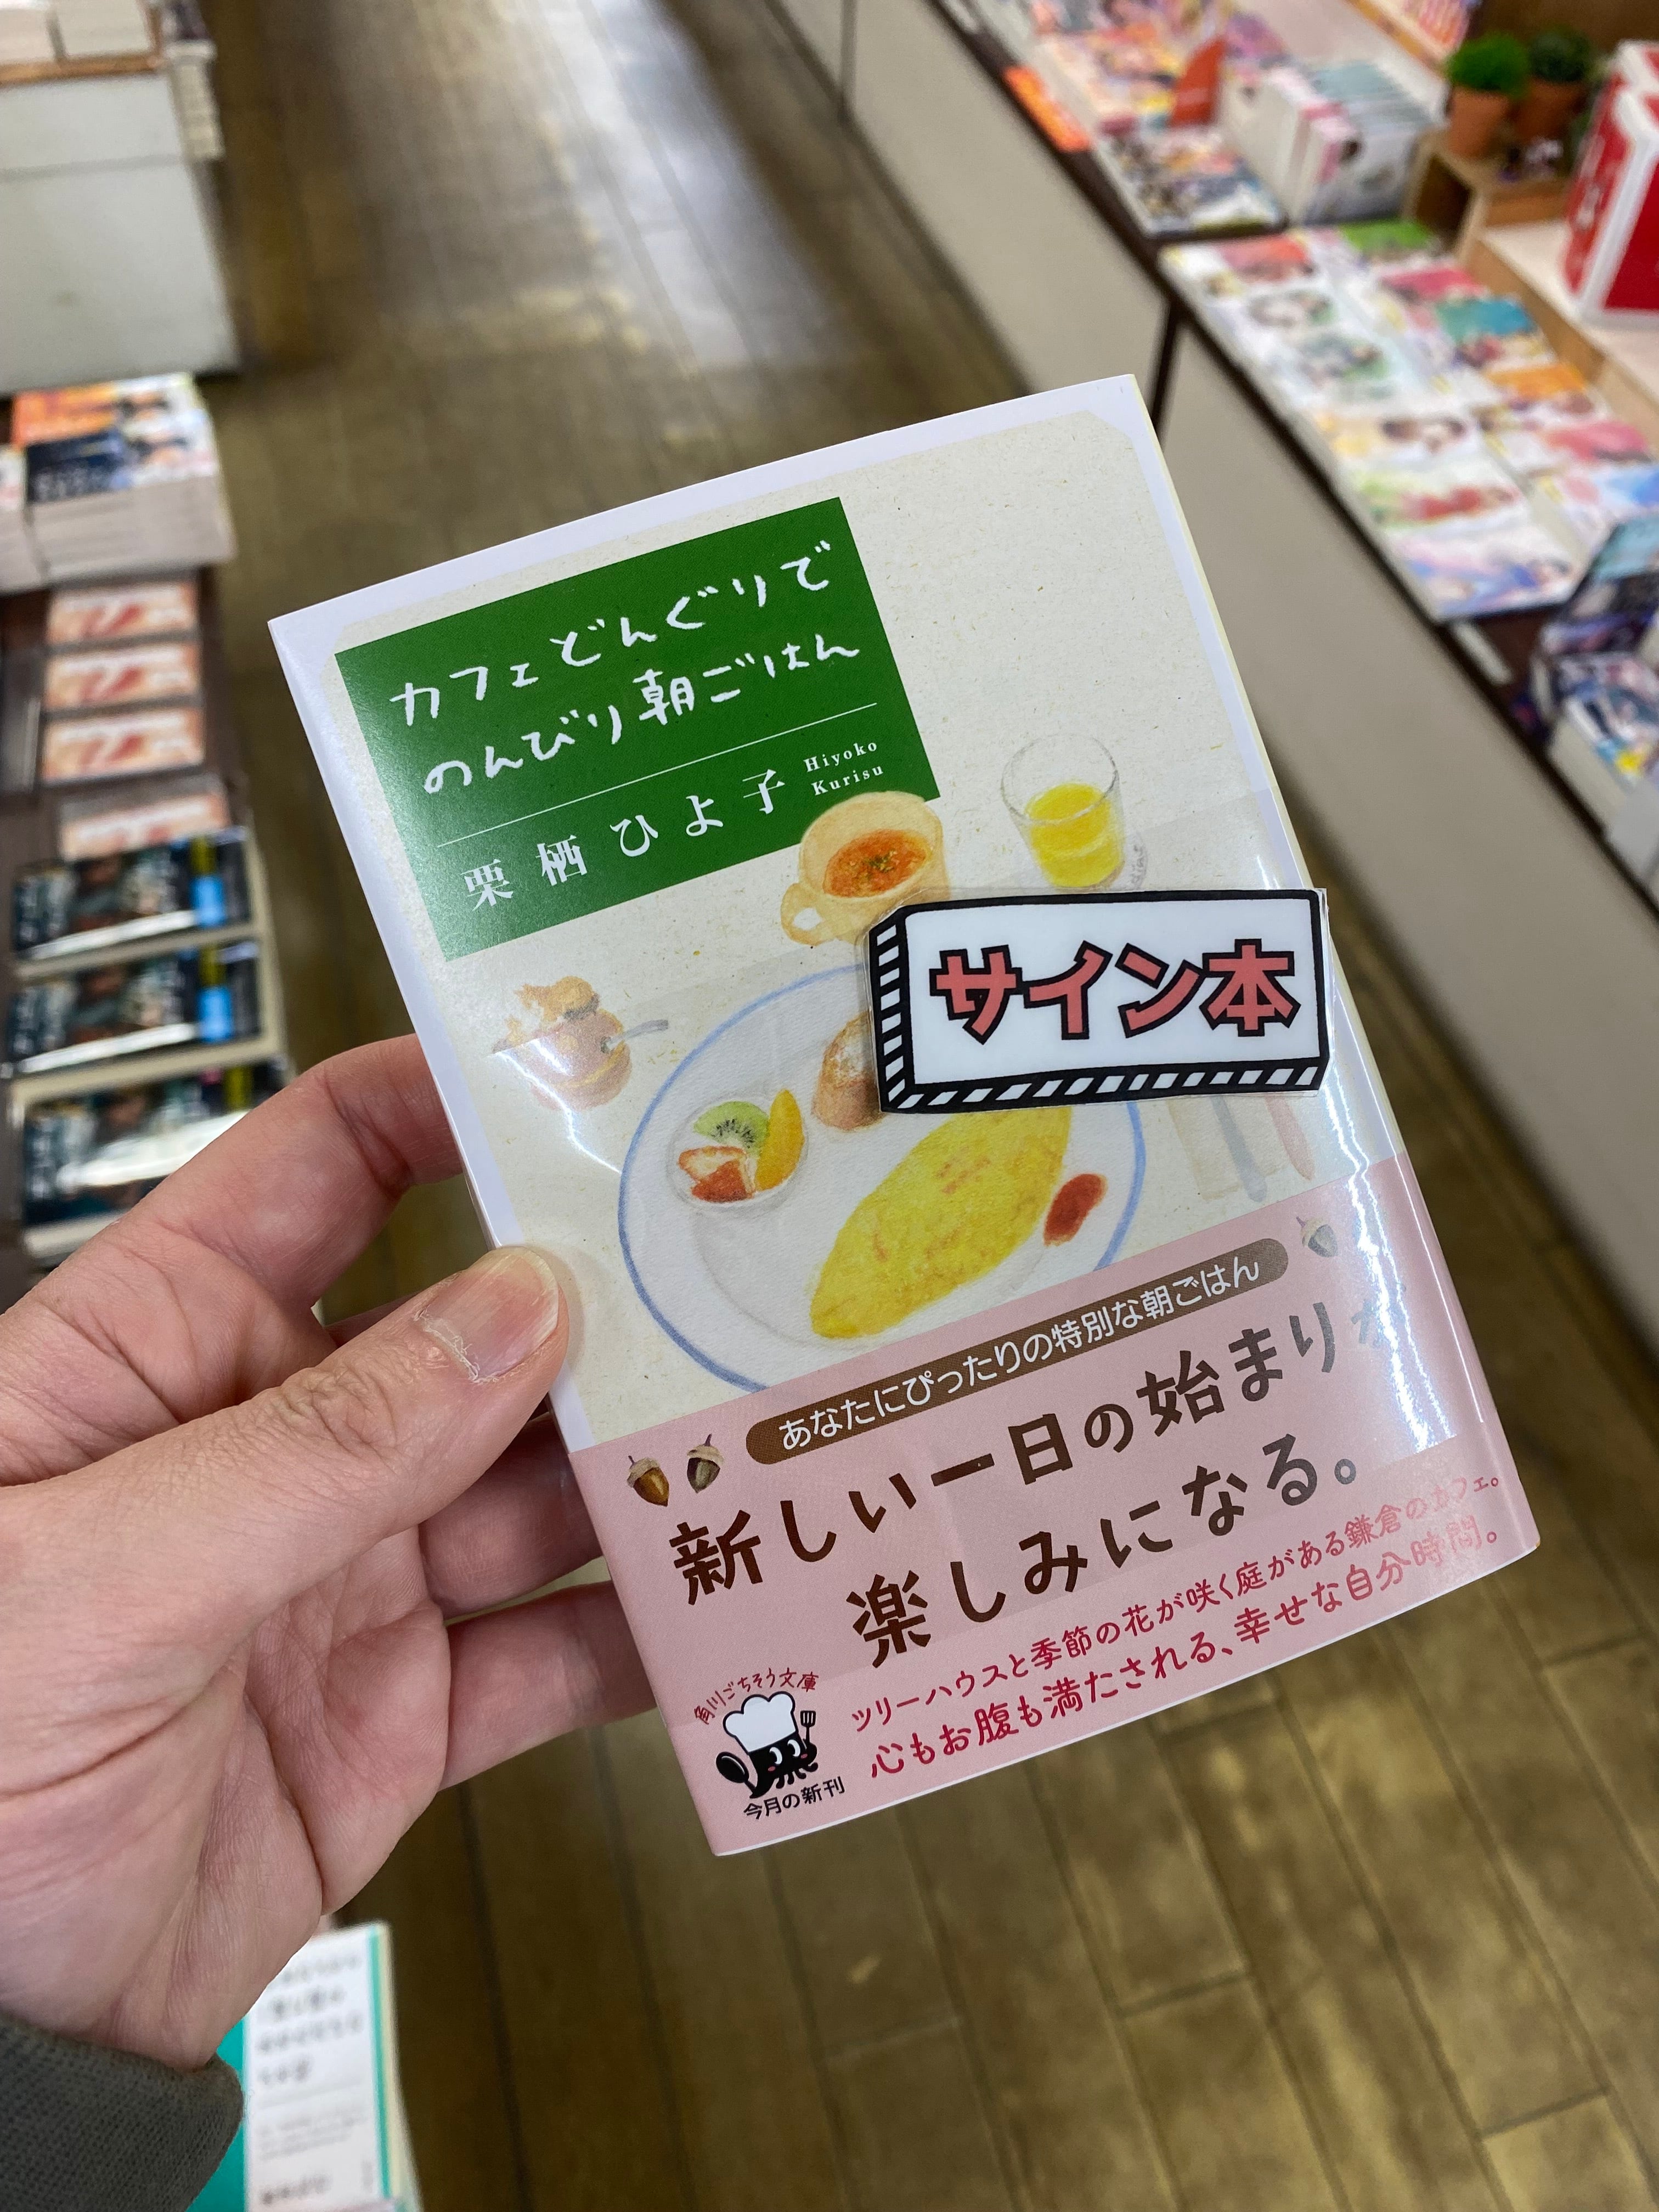 カフェどんぐりで
のんびり朝ごはん
栗栖ひよ子
Hiyoko
Kurisu
サイン本
あなたにぴったりの特別な朝ごはん
新しい一日の始まりが
楽しみになる。
ツリーハウスと季節の花が咲く庭がある鎌倉のカフェ。
心もお腹も満たされる、幸せな自分時間。
角川ごちそう文庫
今月の新刊